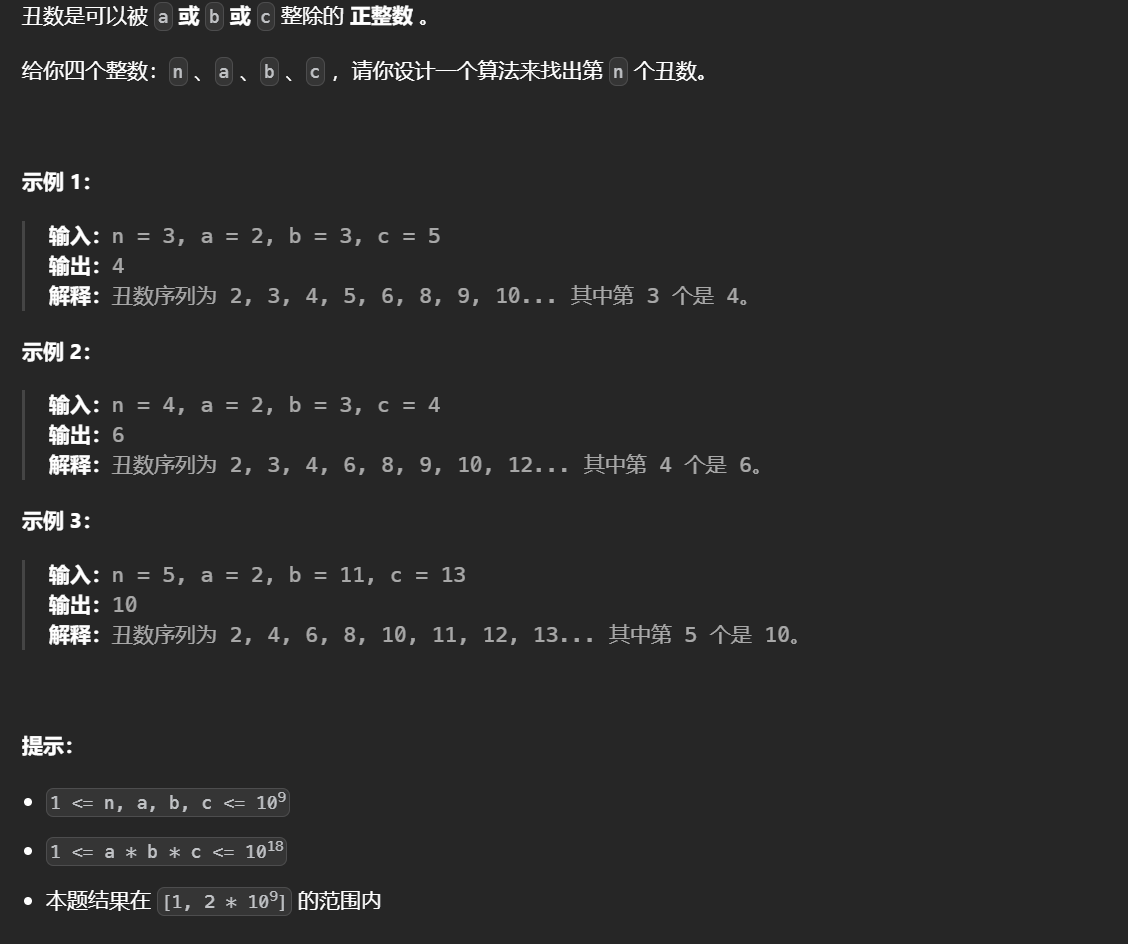 丑数是可以被 a 或 b 或 c 整除的 正整数 。
给你四个整数：n 、a 、b 、c ，请你设计一个算法来找出第 n 个丑数。
示例 1：
输入：n = 3, a = 2, b = 3, c = 5
输出：4
解释：丑数序列为 2, 3, 4, 5, 6, 8, 9, 10... 其中第 3 个是 4。
示例 2：
输入：n = 4, a = 2, b = 3, c = 4
输出：6
解释：丑数序列为 2, 3, 4, 6, 8, 9, 10, 12... 其中第 4 个是 6。
示例 3：
输入：n = 5, a = 2, b = 11, c = 13
输出：10
解释：丑数序列为 2, 4, 6, 8, 10, 11, 12, 13... 其中第 5 个是 10。
提示：
• 1 <= n, a, b, c <= 10⁹
• 1 <= a * b * c <= 10¹⁸
• 本题结果在 [1, 2 * 10⁹] 的范围内